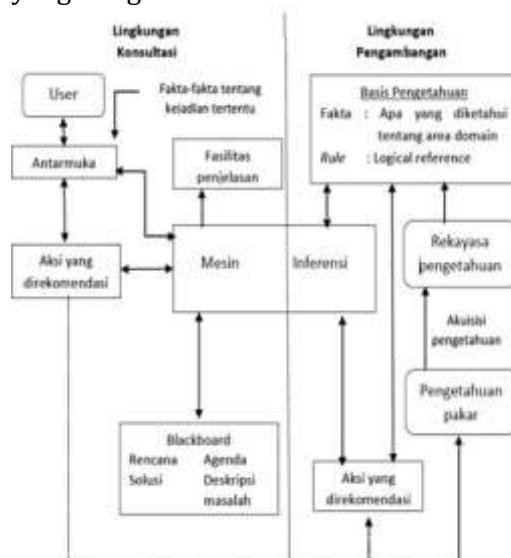 Lingkungan
Konsultasi
Lingkungan
Pengambangan
User
Fakta-fakta tentang
kejadian tertentu
Antarmuka
Fasilitas
penjelasan
Basis Pengetahuan
Fakta : Apa yang diketahui
tentang area domain
Rule : Logical reference
Aksi yang
direkomendasi
Mesin Inferensi
Rekayasa
pengetahuan
Akuisisi
pengetahuan
Pengetahuan
pakar
Blackboard
Rencana Agenda
Solusi Deskripsi
masalah
Aksi yang
direkomendasi